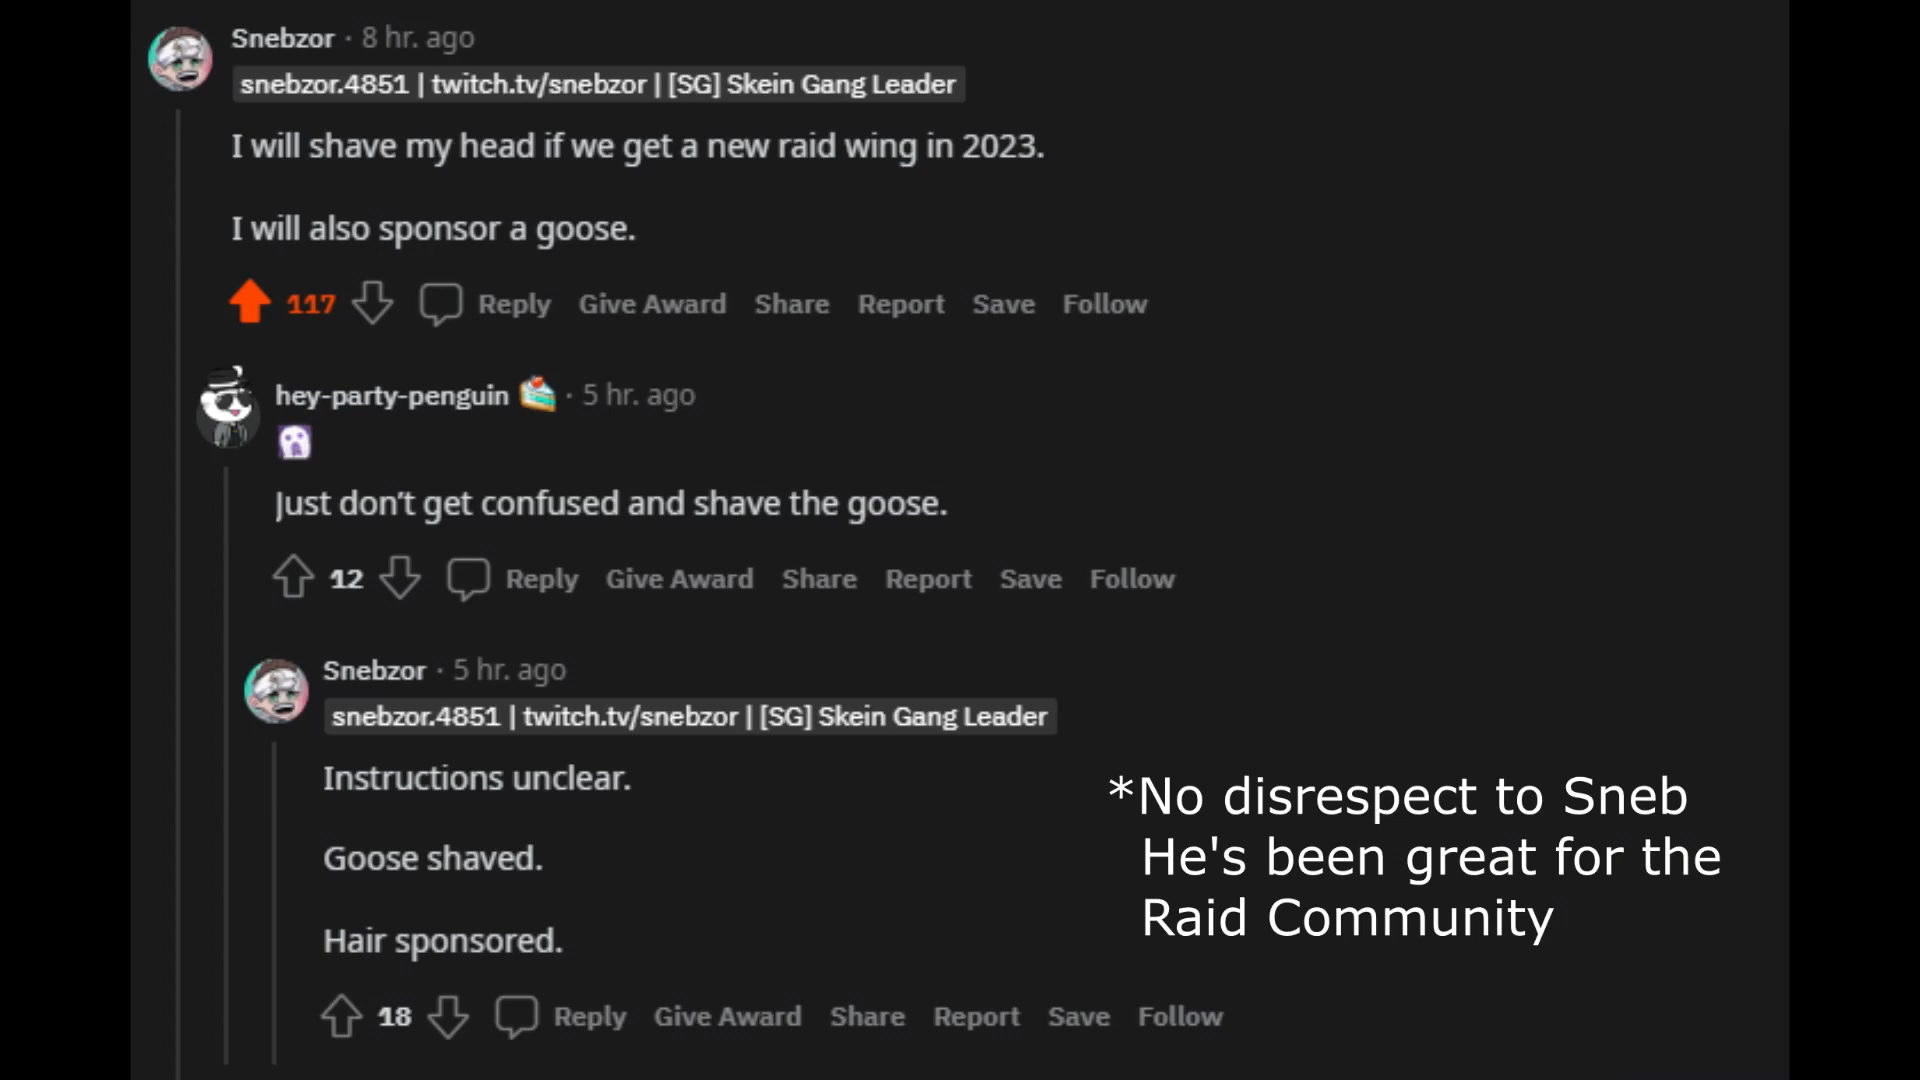 Snebzor · 8 hr. ago
snebzor.4851 | twitch.tv/snebzor | [SG] Skein Gang Leader
I will shave my head if we get a new raid wing in 2023.
I will also sponsor a goose.
117 Reply Give Award Share Report Save Follow
hey-party-penguin · 5 hr. ago
Just don't get confused and shave the goose.
12 Reply Give Award Share Report Save Follow
Snebzor · 5 hr. ago
snebzor.4851 | twitch.tv/snebzor | [SG] Skein Gang Leader
Instructions unclear.
Goose shaved.
Hair sponsored.
18 Reply Give Award Share Report Save Follow
*No disrespect to Sneb
He's been great for the
Raid Community